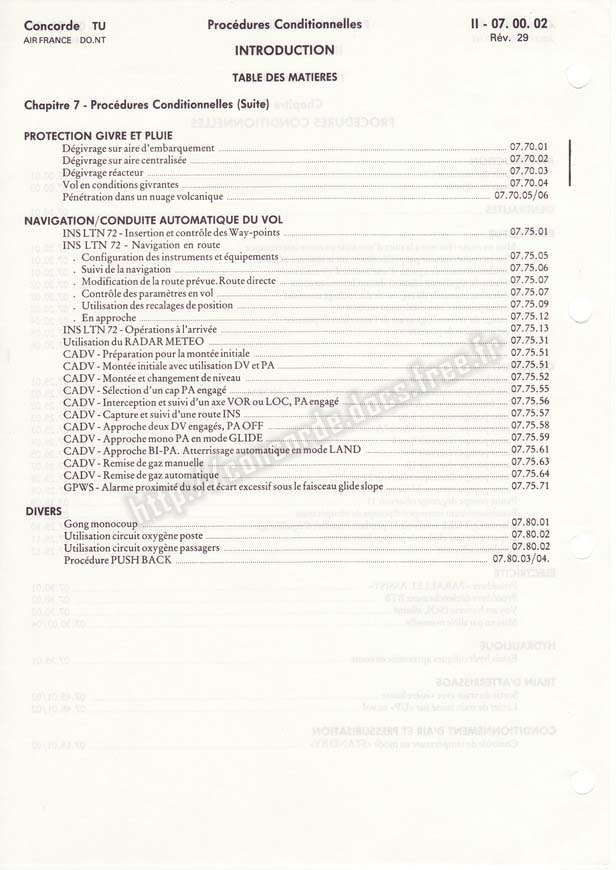 Concorde TU
Procédures Conditionnelles
II - 07. 00. 02
AIR FRANCE DO.NT
Rév. 29
INTRODUCTION
TABLE DES MATIERES
Chapitre 7 - Procédures Conditionnelles (Suite)
PROTECTION GIVRE ET PLUIE
Dégivrage sur aire d'embarquement 07.70.01
Dégivrage sur aire centralisée 07.70.02
Dégivrage réacteur 07.70.03
Vol en conditions givrantes 07.70.04
Pénétration dans un nuage volcanique 07.70.05/06
NAVIGATION/CONDUITE AUTOMATIQUE DU VOL
INS LTN 72 - Insertion et contrôle des Way-points 07.75.01
INS LTN 72 - Navigation en route
. Configuration des instruments et équipements 07.75.05
. Suivi de la navigation 07.75.06
. Modification de la route prévue. Route directe 07.75.07
. Contrôle des paramètres en vol 07.75.07
. Utilisation des recalages de position 07.75.09
. En approche 07.75.12
INS LTN 72 - Opérations à l'arrivée 07.75.13
Utilisation du RADAR METEO 07.75.31
CADV - Préparation pour la montée initiale 07.75.51
CADV - Montée initiale avec utilisation DV et PA 07.75.51
CADV - Montée et changement de niveau 07.75.52
CADV - Sélection d'un cap PA engagé 07.75.55
CADV - Interception et suivi d'un axe VOR ou LOC, PA engagé 07.75.56
CADV - Capture et suivi d'une route INS 07.75.57
CADV - Approche deux DV engagés, PA OFF 07.75.58
CADV - Approche mono PA en mode GLIDE 07.75.59
CADV - Approche BI-PA. Atterrissage automatique en mode LAND 07.75.61
CADV - Remise de gaz manuelle 07.75.63
CADV - Remise de gaz automatique 07.75.64
GPWS - Alarme proximité du sol et écart excessif sous le faisceau glide slope 07.75.71
DIVERS
Gong monocoup 07.80.01
Utilisation circuit oxygène poste 07.80.02
Utilisation circuit oxygène passagers 07.80.02
Procédure PUSH BACK 07.80.03/04.
http://concorde.docs.free.fr